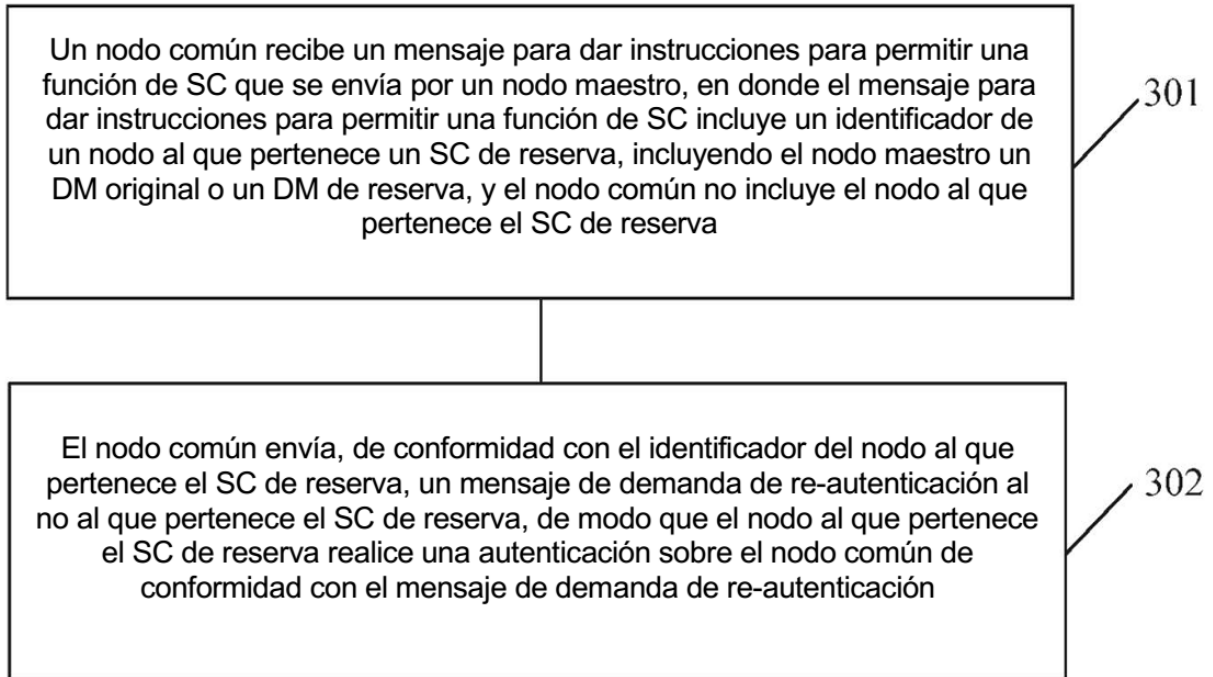 Un nodo común recibe un mensaje para dar instrucciones para permitir una
función de SC que se envía por un nodo maestro, en donde el mensaje para
dar instrucciones para permitir una función de SC incluye un identificador de
un nodo al que pertenece un SC de reserva, incluyendo el nodo maestro un
DM original o un DM de reserva, y el nodo común no incluye el nodo al que
pertenece el SC de reserva
301
El nodo común envía, de conformidad con el identificador del nodo al que
pertenece el SC de reserva, un mensaje de demanda de re-autenticación al
no al que pertenece el SC de reserva, de modo que el nodo al que pertenece
el SC de reserva realice una autenticación sobre el nodo común de
conformidad con el mensaje de demanda de re-autenticación
302